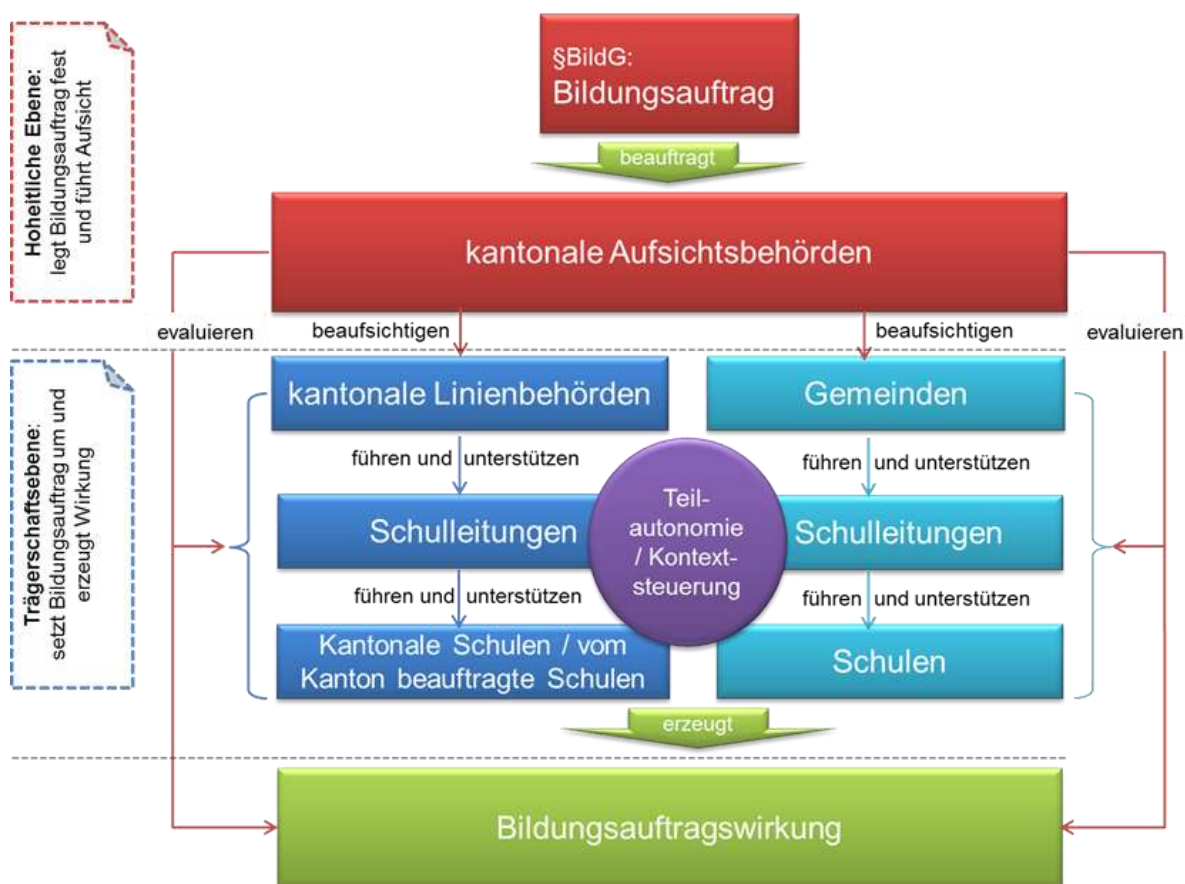 Hoheitliche Ebene:
legt Bildungsauftrag fest
und führt Aufsicht
§BildG:
Bildungsauftrag
beauftragt
kantonale Aufsichtsbehörden
evaluieren
beaufsichtigen
beaufsichtigen
evaluieren
Trägerschaftsebene:
setzt Bildungsauftrag um und
erzeugt Wirkung
kantonale Linienbehörden
Gemeinden
führen und unterstützen
führen und unterstützen
Teil-
autonomie
/ Kontext-
steuerung
Schulleitungen
Schulleitungen
führen und unterstützen
führen und unterstützen
Kantonale Schulen / vom
Kanton beauftragte Schulen
Schulen
erzeugt
Bildungsauftragswirkung